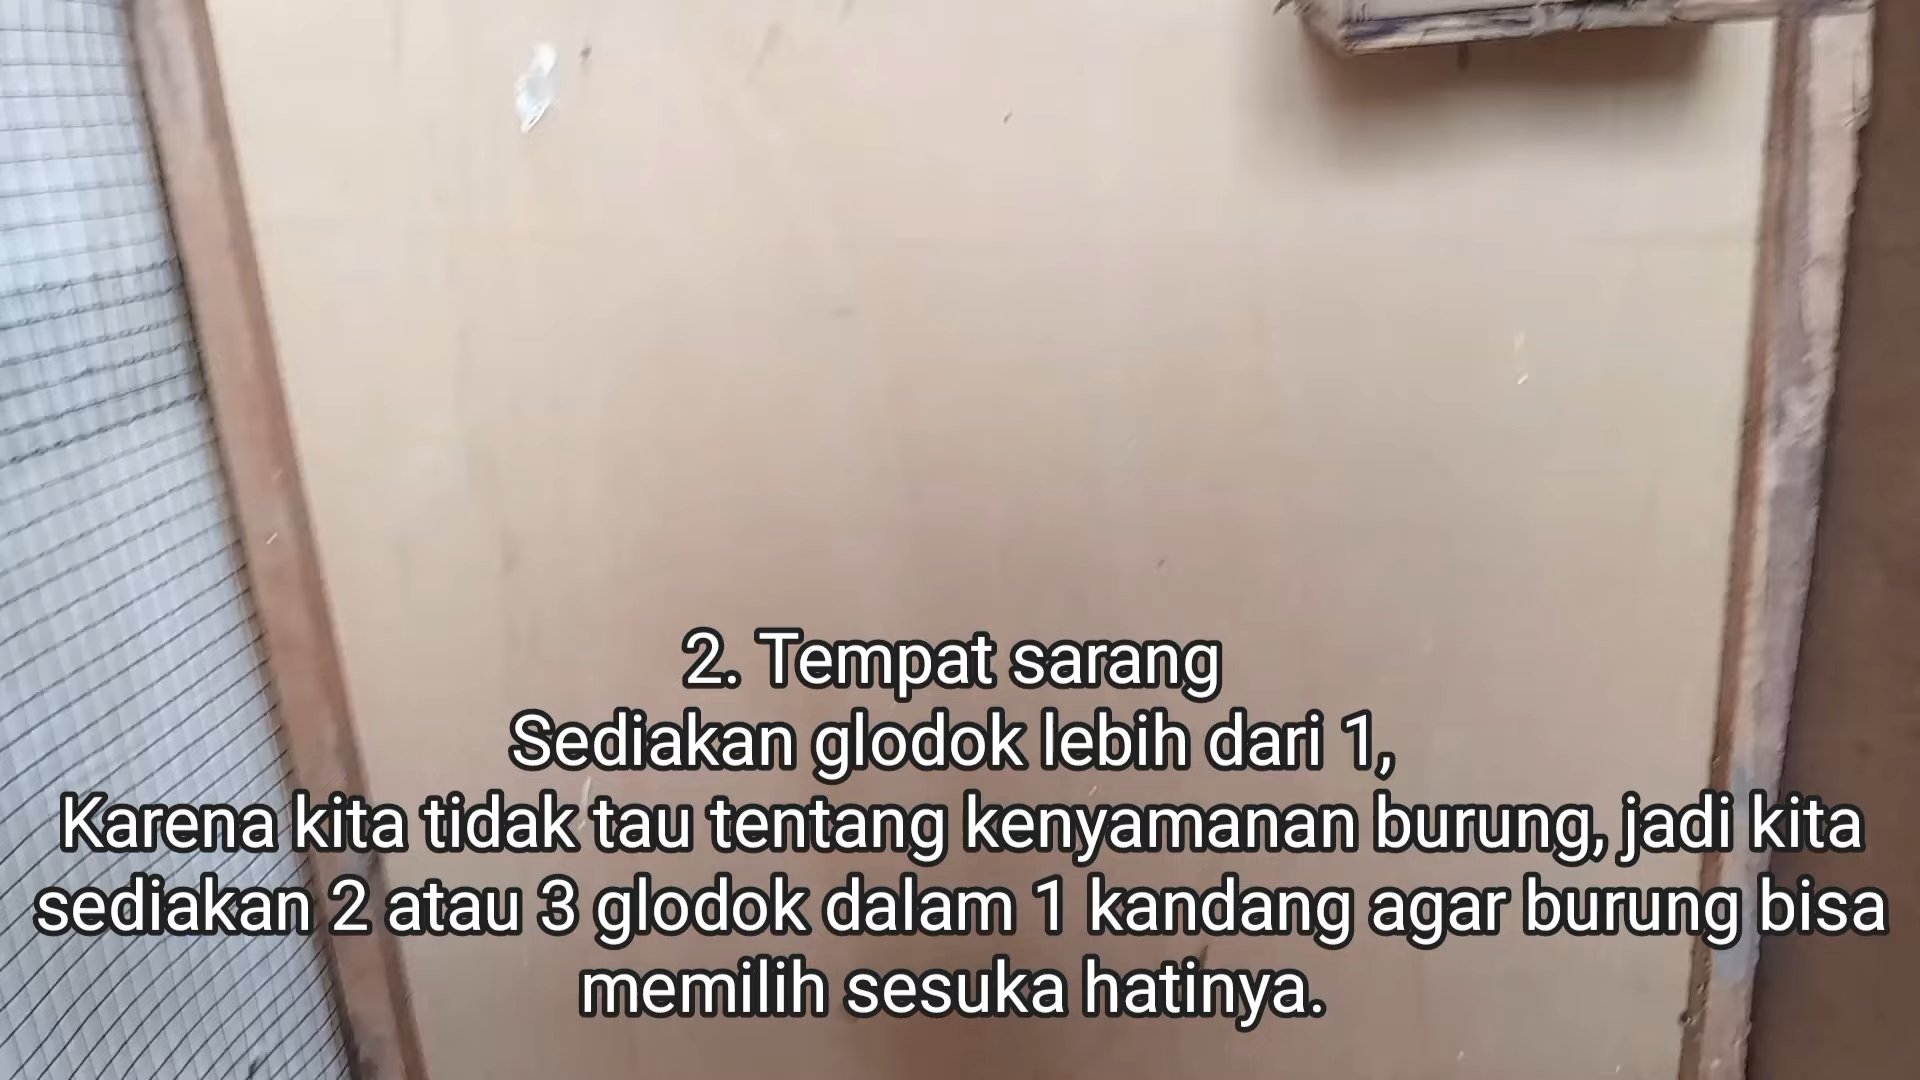 2. Tempat sarang
Sediakan glodok lebih dari 1,
Karena kita tidak tau tentang kenyamanan burung, jadi kita
sediakan 2 atau 3 glodok dalam 1 kandang agar burung bisa
memilih sesuka hatinya.